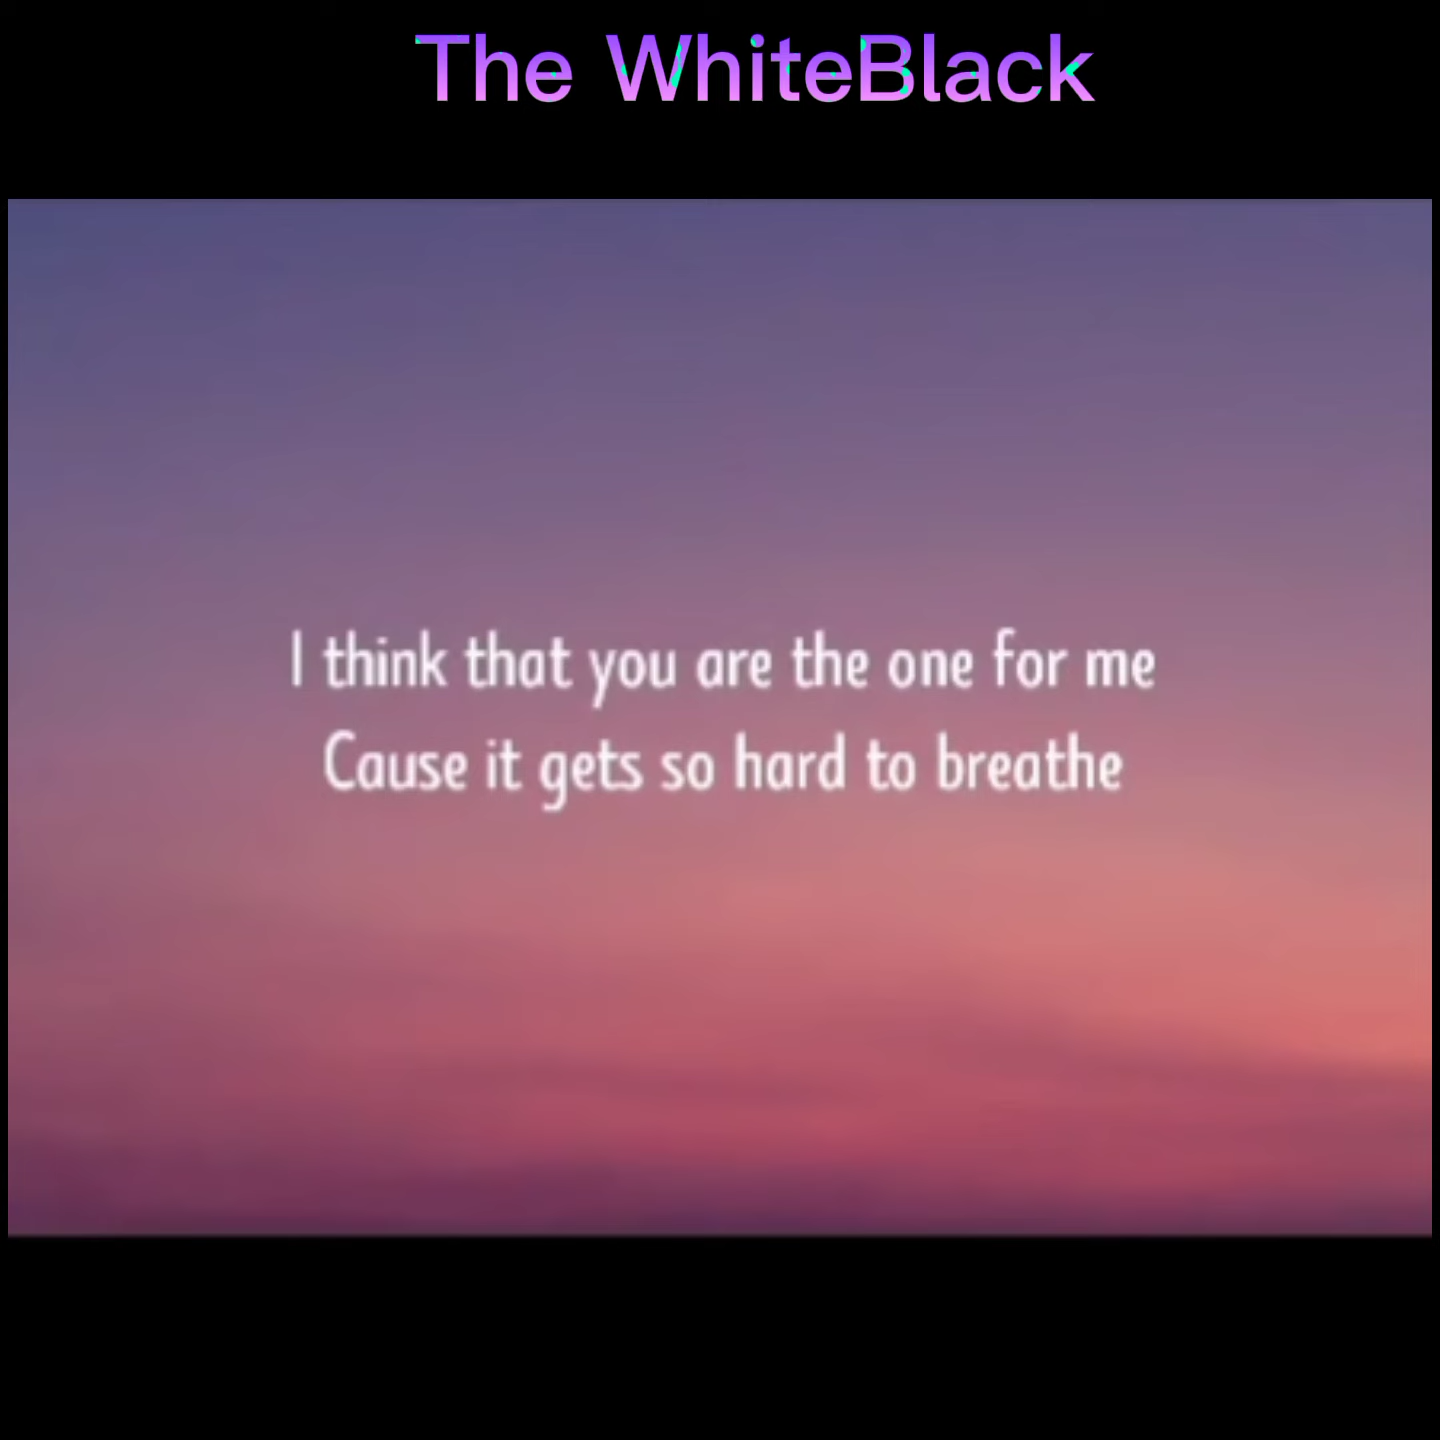 The WhiteBlack
I think that you are the one for me
Cause it gets so hard to breathe